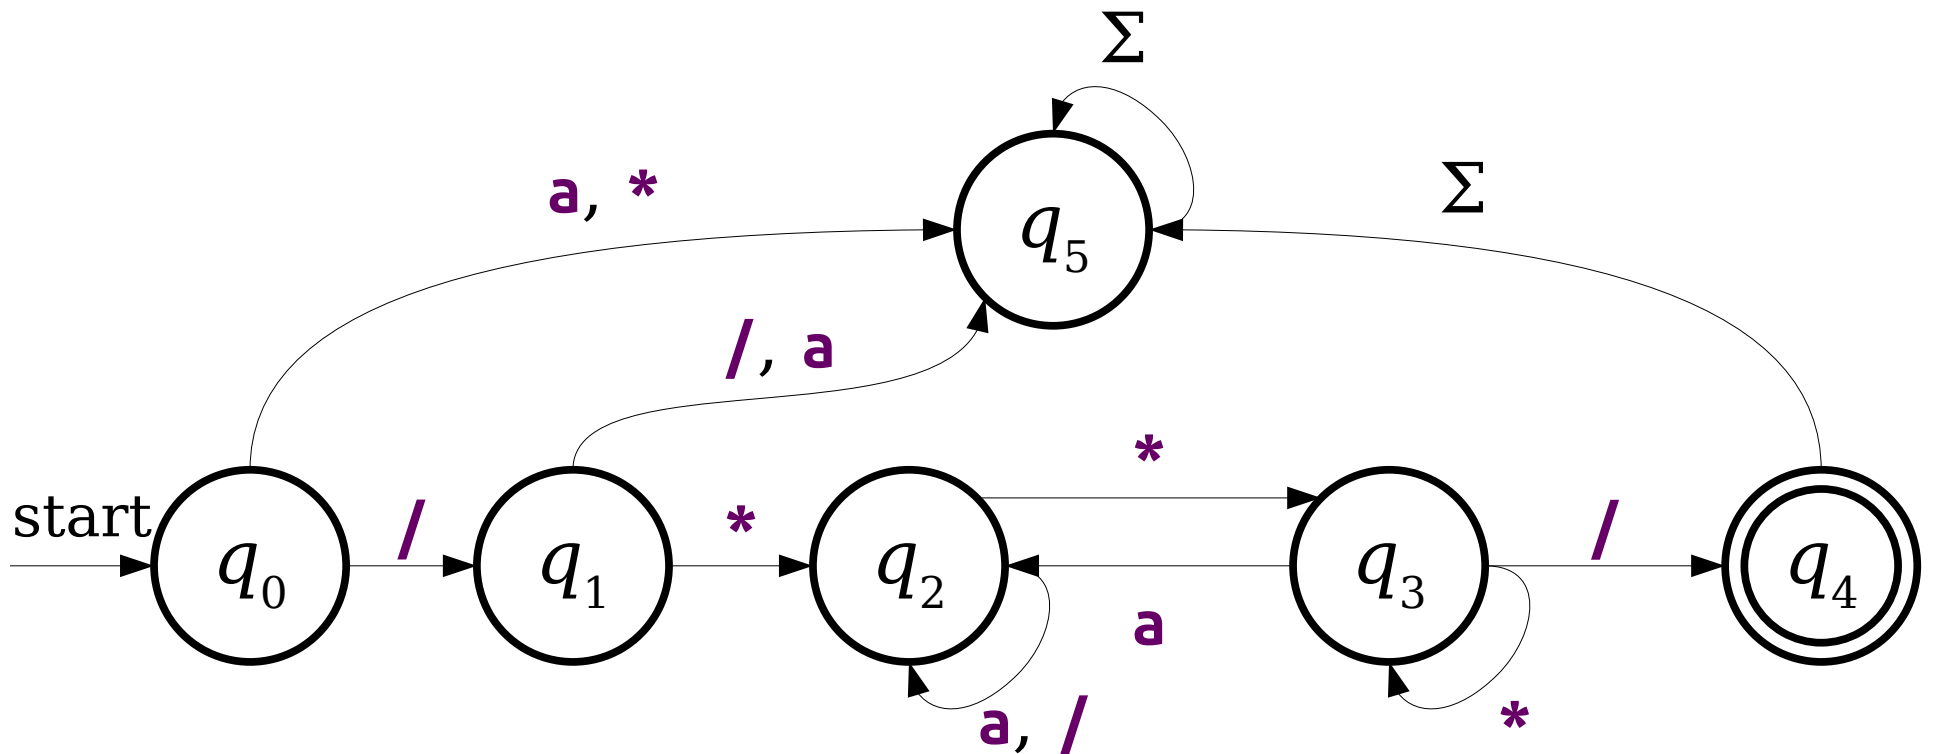 Σ
Σ
a, *
q5
/, a
*
start
/
*
/
q0
q1
q2
q3
q4
a
a, /
*